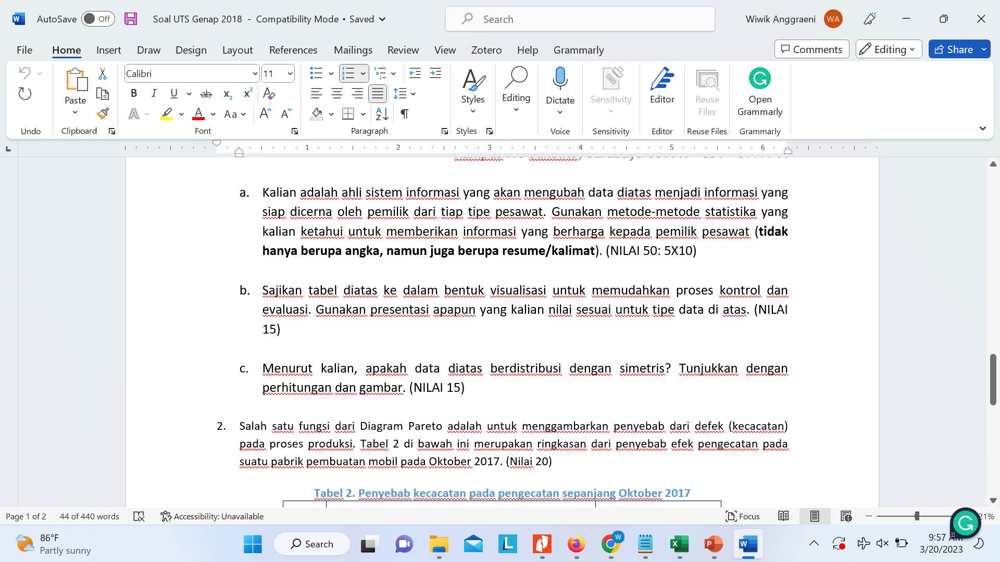 AutoSave Off Soal UTS Genap 2018 - Compatibility Mode • Saved Search Wiwik Anggraeni WA
File Home Insert Draw Design Layout References Mailings Review View Zotero Help Grammarly Comments Editing Share
Calibri 11
Paste Styles Editing Dictate Sensitivity Editor Reuse Files Open Grammarly
Undo Clipboard Font Paragraph Styles Voice Sensitivity Editor Reuse Files Grammarly
1 2 3 4 5 6
a. Kalian adalah ahli sistem informasi yang akan mengubah data diatas menjadi informasi yang
siap dicerna oleh pemilik dari tiap tipe pesawat. Gunakan metode-metode statistika yang
kalian ketahui untuk memberikan informasi yang berharga kepada pemilik pesawat (tidak
hanya berupa angka, namun juga berupa resume/kalimat). (NILAI 50: 5X10)
b. Sajikan tabel diatas ke dalam bentuk visualisasi untuk memudahkan proses kontrol dan
evaluasi. Gunakan presentasi apapun yang kalian nilai sesuai untuk tipe data di atas. (NILAI
15)
c. Menurut kalian, apakah data diatas berdistribusi dengan simetris? Tunjukkan dengan
perhitungan dan gambar. (NILAI 15)
2. Salah satu fungsi dari Diagram Pareto adalah untuk menggambarkan penyebab dari defek (kecacatan)
pada proses produksi. Tabel 2 di bawah ini merupakan ringkasan dari penyebab efek pengecatan pada
suatu pabrik pembuatan mobil pada Oktober 2017. (Nilai 20)
Tabel 2. Penyebab kecacatan pada pengecatan sepanjang Oktober 2017
Page 1 of 2 44 of 440 words Accessibility: Unavailable Focus 21%
86°F
Partly sunny
Search
9:57 AM
3/20/2023